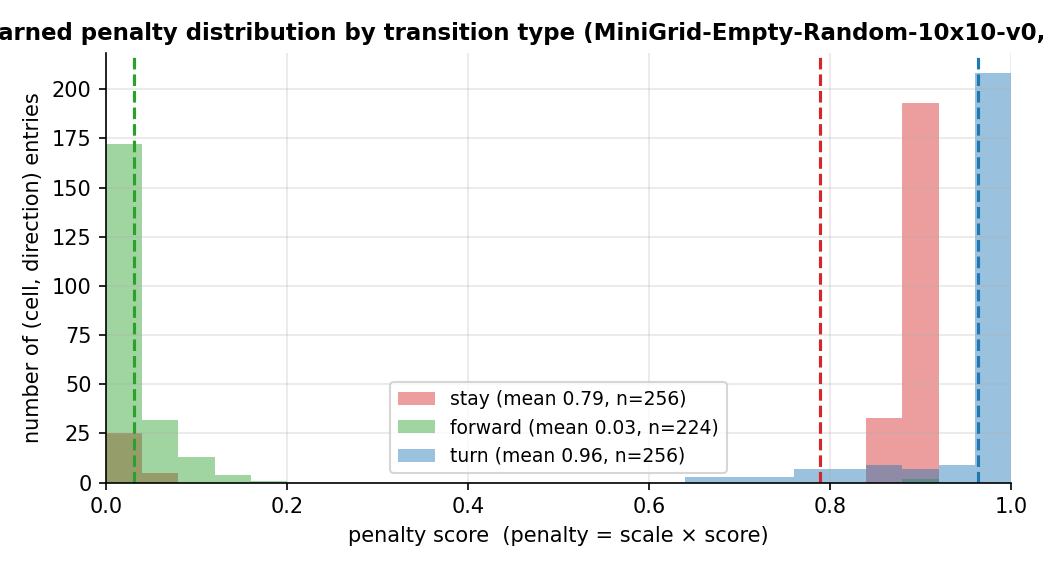 arned penalty distribution by transition type (MiniGrid-Empty-Random-10x10-v0,
number of (cell, direction) entries
200
175
150
125
100
75
50
25
0
stay (mean 0.79, n=256)
forward (mean 0.03, n=224)
turn (mean 0.96, n=256)
0.0 0.2 0.4 0.6 0.8 1.0
penalty score (penalty = scale × score)